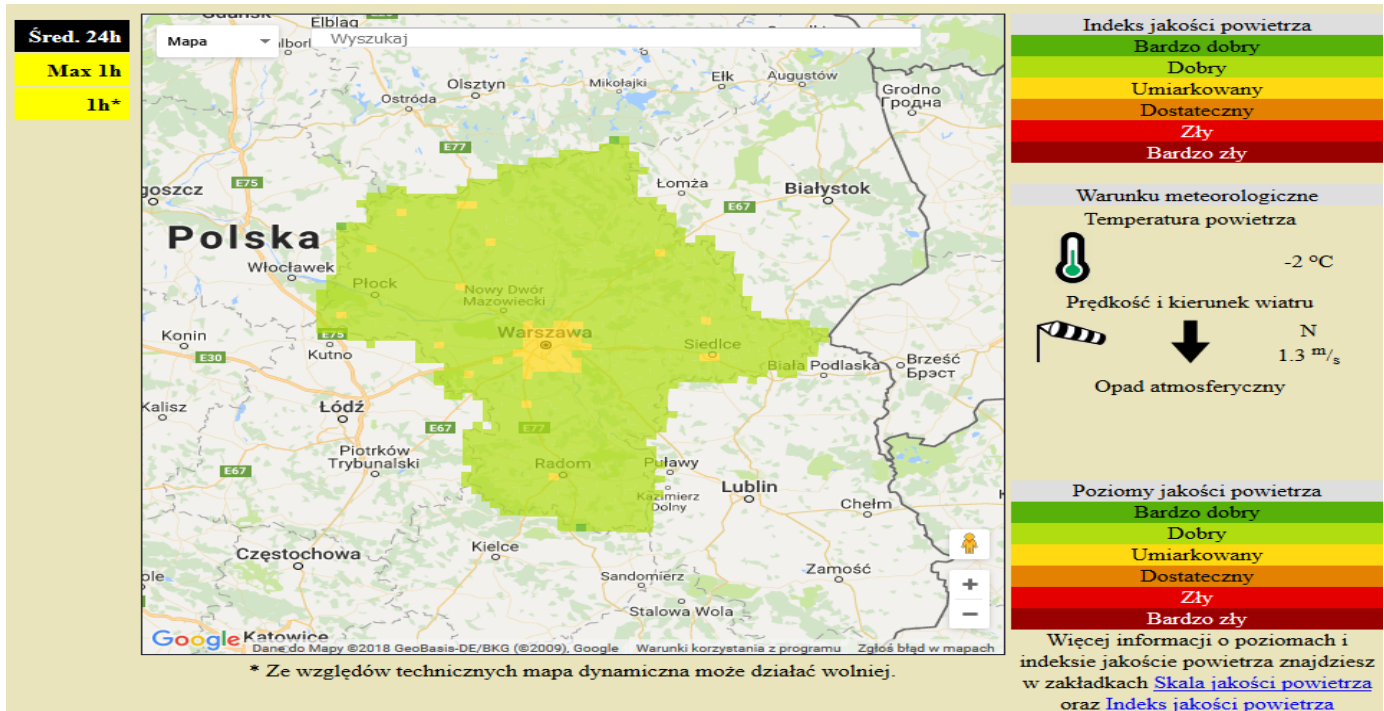 Śred. 24h
Max 1h
1h*
Mapa
Wyszukaj
Elbląg
Olsztyn
Mikołajki
Ełk
Augustów
Ostróda
Grodno
Гродна
E77
E75
goszcz
Łomża
Białystok
E67
Polska
Włocławek
Płock
Nowy Dwór
Mazowiecki
Konin
E75
Warszawa
Siedlce
E30
Kutno
Biała Podlaska
Brześć
Брэст
Kalisz
Łódź
E67
E77
Piotrków
Trybunalski
E67
Radom
Puławy
Lublin
Kazimierz
Dolny
Chełm
Częstochowa
Kielce
Zamość
ple
Sandomierz
Stalowa Wola
+
−
Google
Katowice
Dane do Mapy ©2018 GeoBasis-DE/BKG (©2009), Google
Warunki korzystania z programu
Zgłoś błąd w mapach
* Ze względów technicznych mapa dynamiczna może działać wolniej.
Indeks jakości powietrza
Bardzo dobry
Dobry
Umiarkowany
Dostateczny
Zły
Bardzo zły
Warunku meteorologiczne
Temperatura powietrza
-2 °C
Prędkość i kierunek wiatru
N
1.3 m/s
Opad atmosferyczny
Poziomy jakości powietrza
Bardzo dobry
Dobry
Umiarkowany
Dostateczny
Zły
Bardzo zły
Więcej informacji o poziomach i
indeksie jakoście powietrza znajdziesz
w zakładkach Skala jakości powietrza
oraz Indeks jakości powietrza